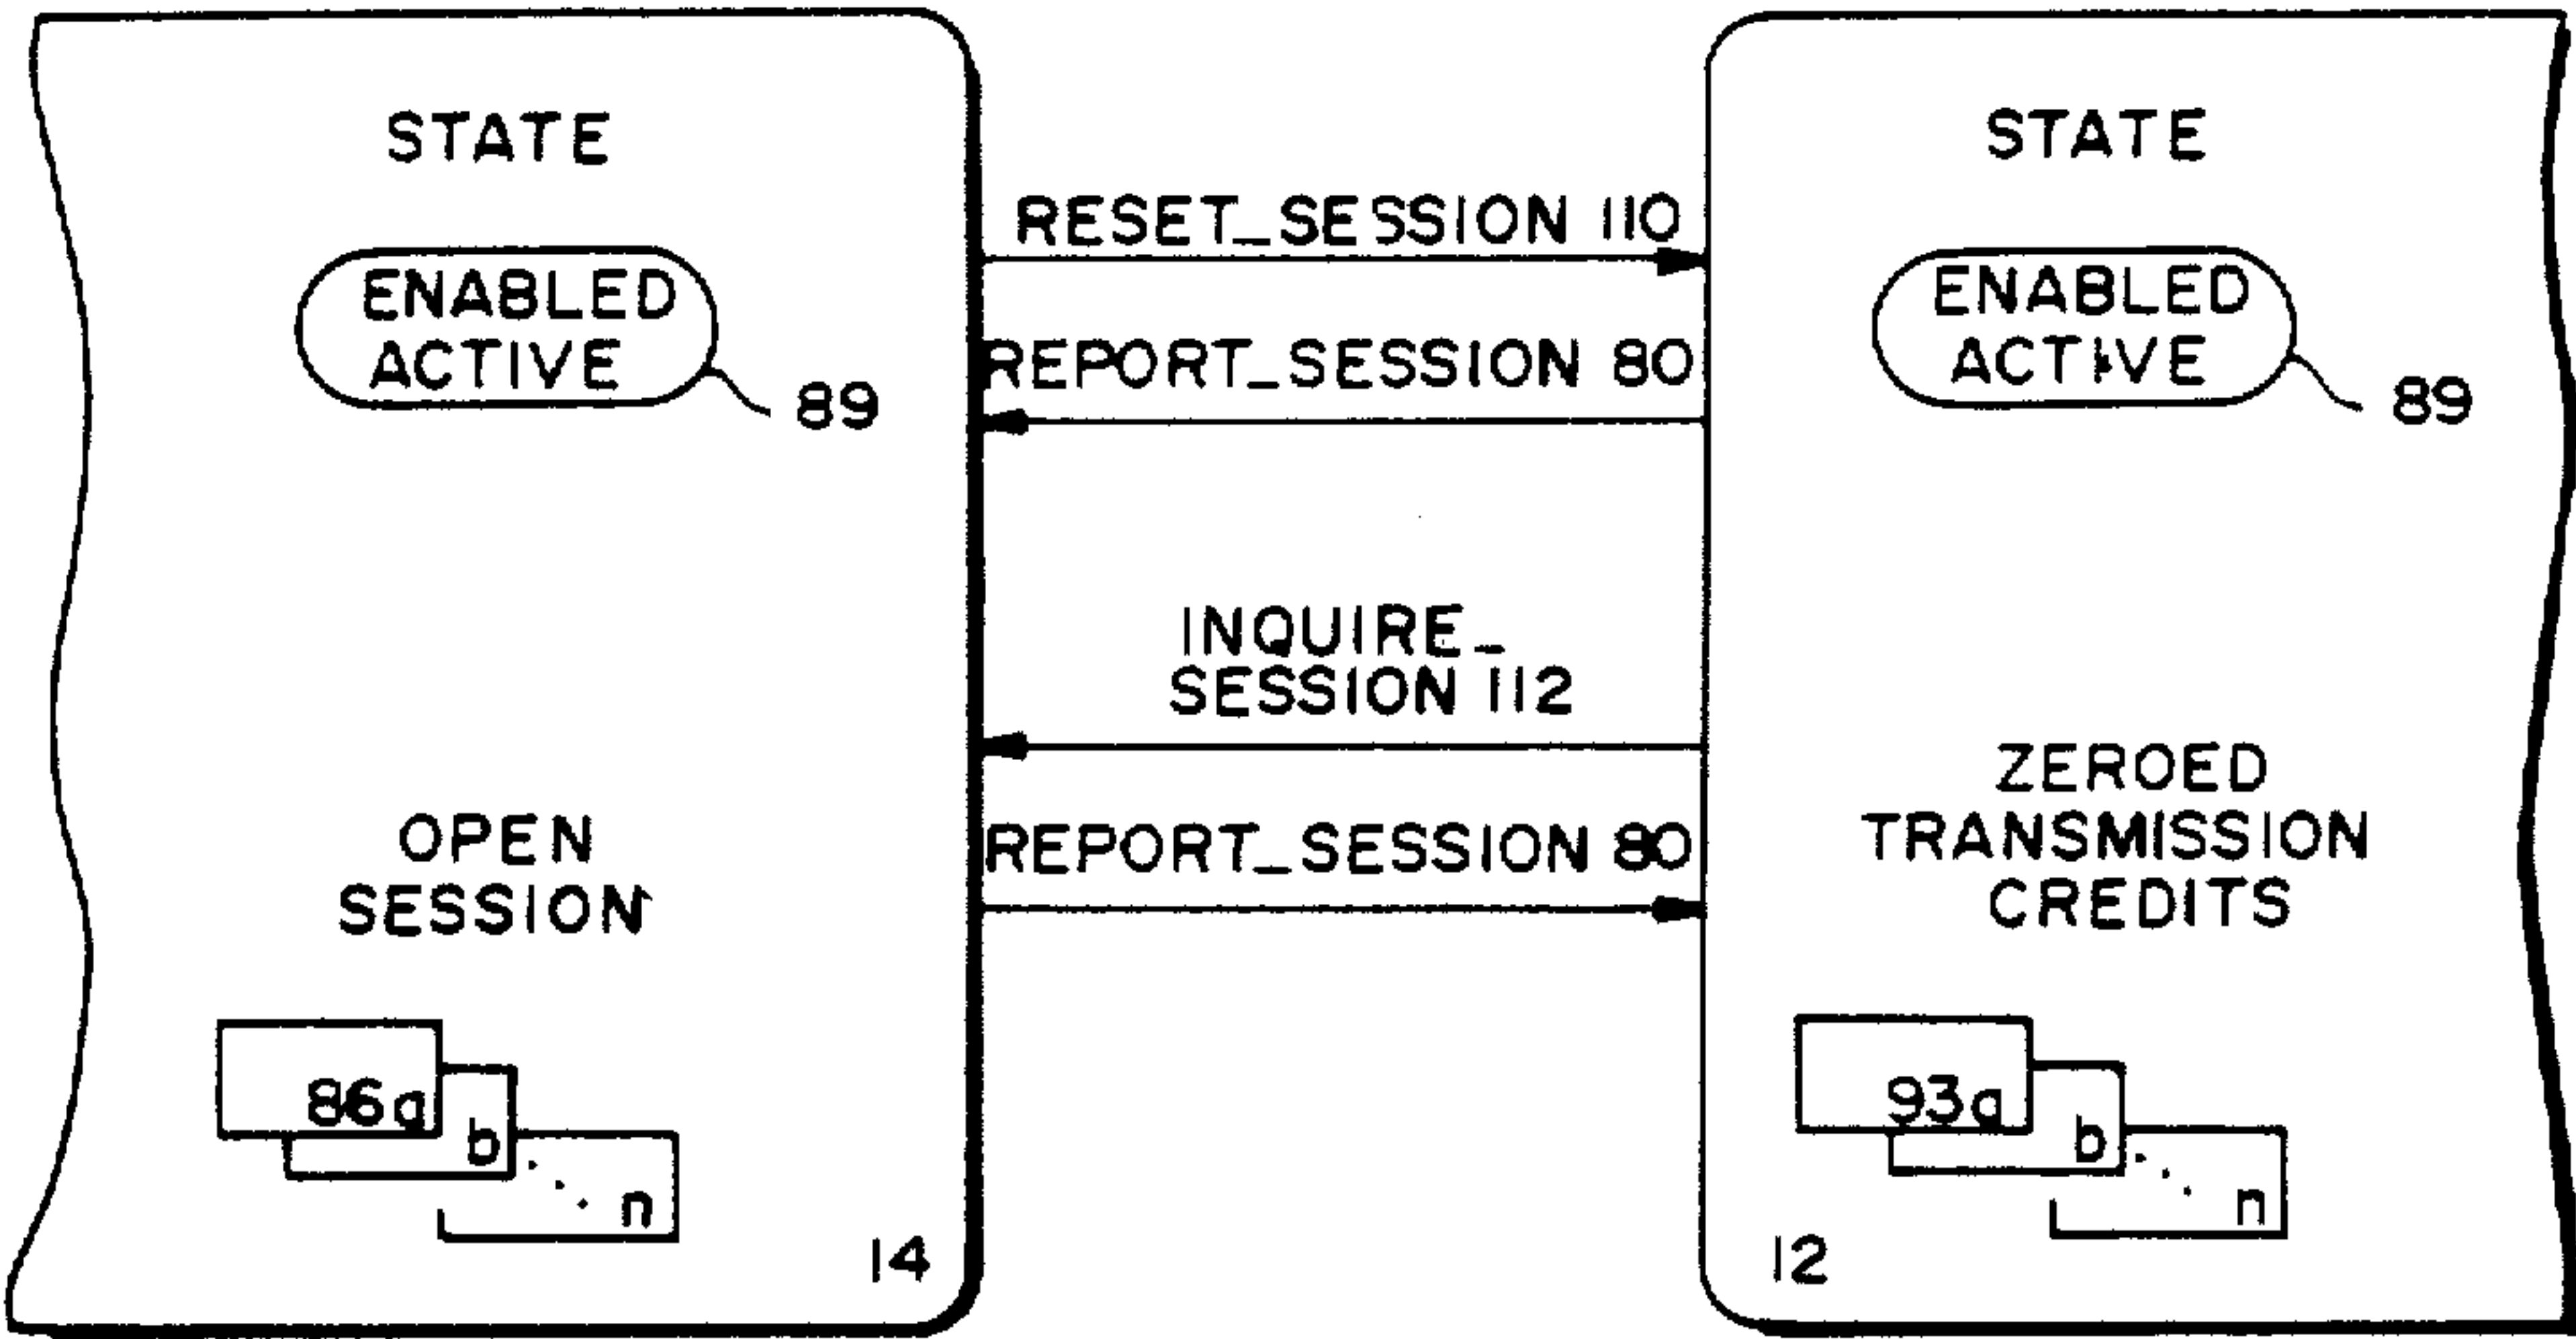 STATE
ENABLED
ACTIVE
89
OPEN
SESSION
86a
b
n
14
RESET_SESSION 110
REPORT_SESSION 80
INQUIRE_
SESSION 112
REPORT_SESSION 80
STATE
ENABLED
ACTIVE
89
ZEROED
TRANSMISSION
CREDITS
93a
b
n
12